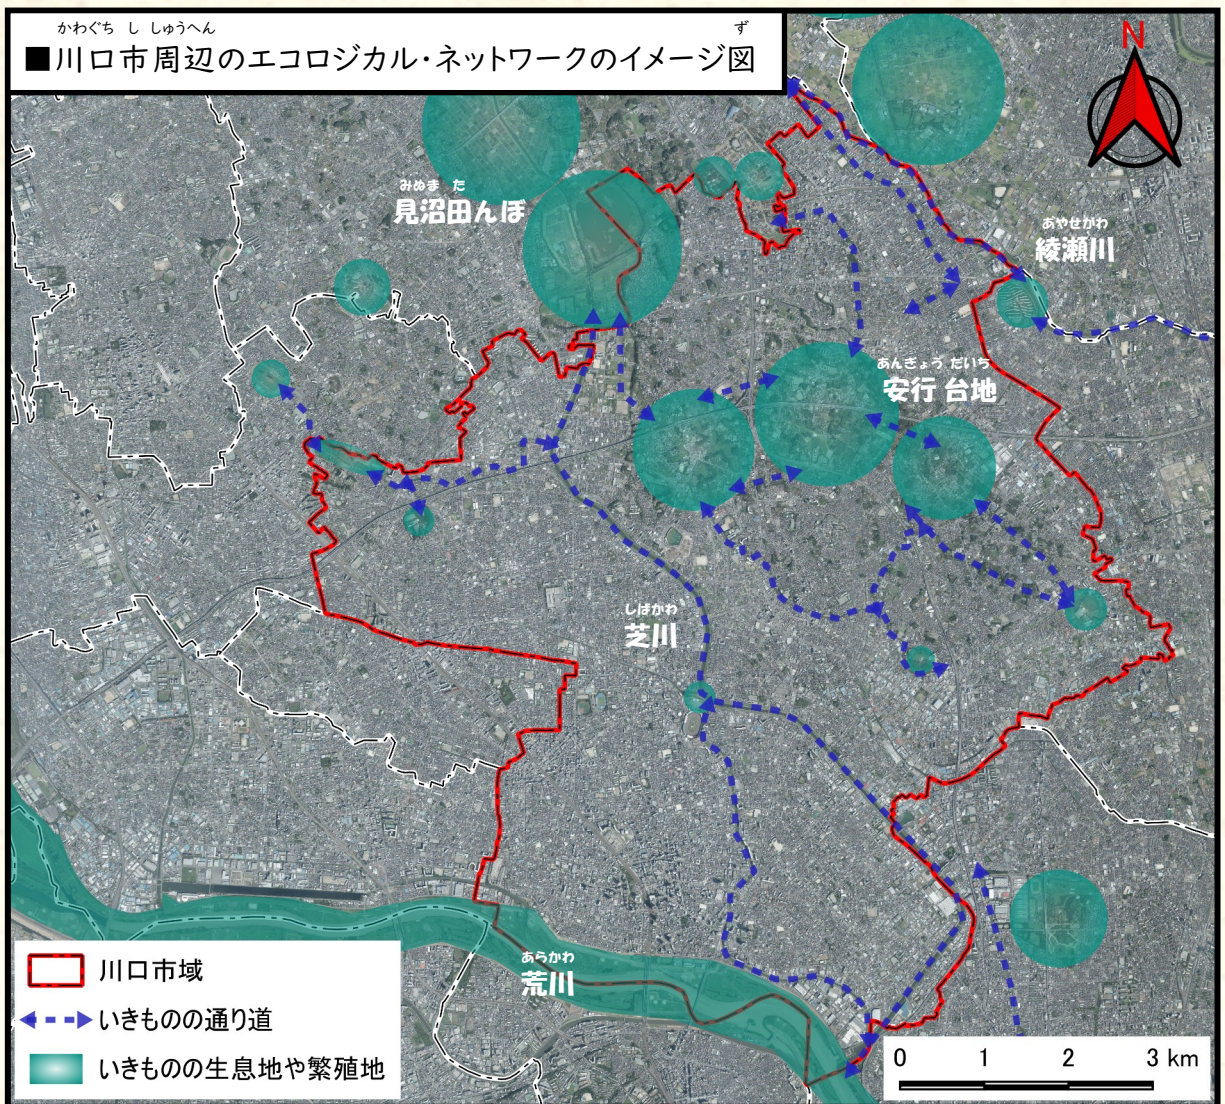 かわぐち し しゅうへん ず
■川口市周辺のエコロジカル・ネットワークのイメージ図
N
みぬま た
見沼田んぼ
あやせがわ
綾瀬川
あんぎょう だいち
安行 台地
しばかわ
芝川
あらかわ
荒川
川口市域
いきものの通り道
いきものの生息地や繁殖地
0 1 2 3 km